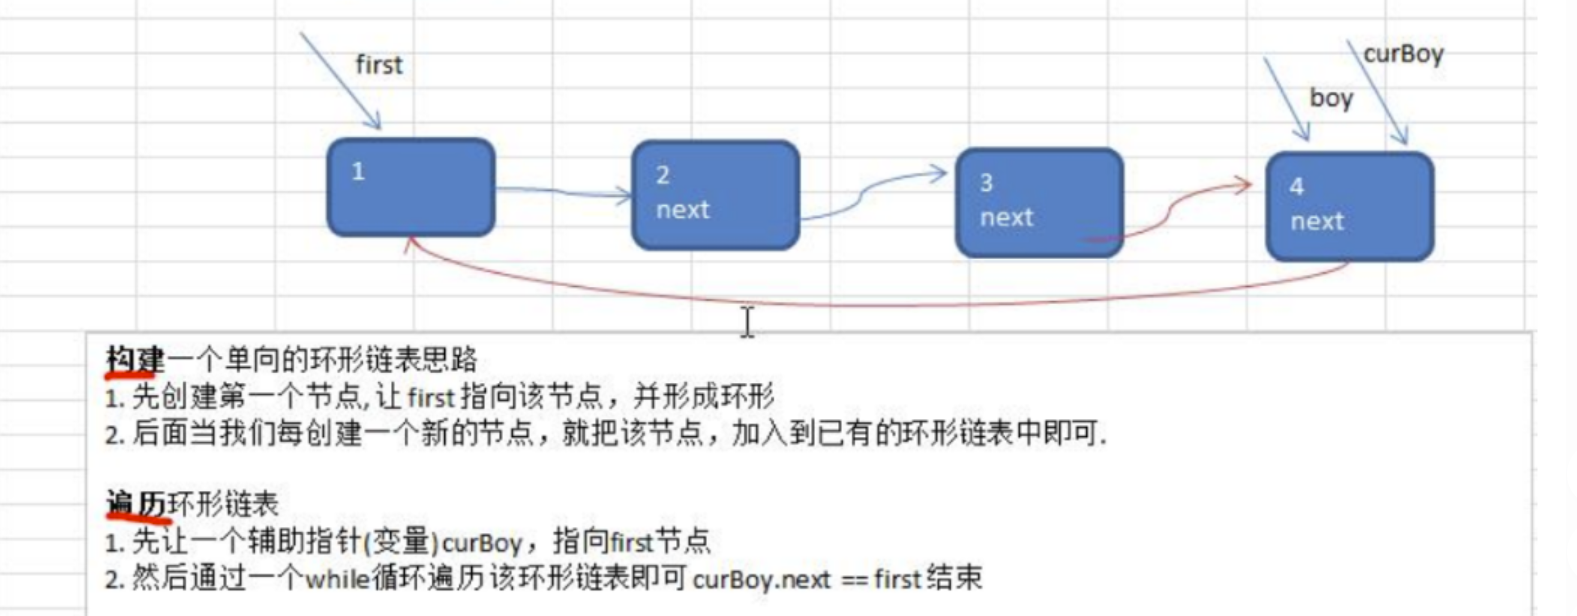 first
curBoy
boy
1
2
next
3
next
4
next
构建一个单向的环形链表思路
1. 先创建第一个节点, 让 first 指向该节点，并形成环形
2. 后面当我们每创建一个新的节点，就把该节点，加入到已有的环形链表中即可.
遍历环形链表
1. 先让一个辅助指针(变量) curBoy，指向first节点
2. 然后通过一个while循环遍历该环形链表即可 curBoy.next == first 结束